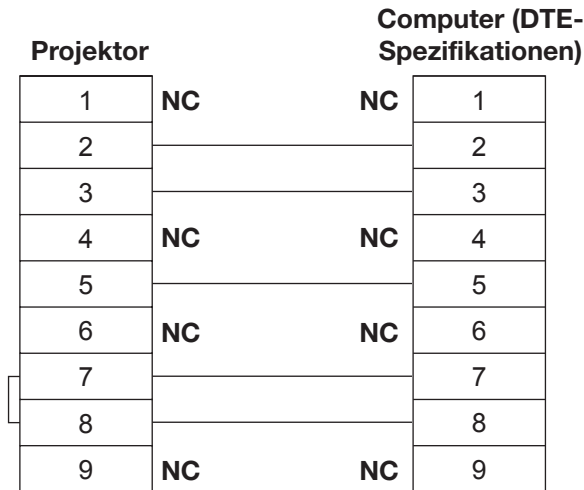 Computer (DTE-
Projektor Spezifikationen)
1 NC NC 1
2 2
3 3
4 NC NC 4
5 5
6 NC NC 6
7 7
8 8
9 NC NC 9